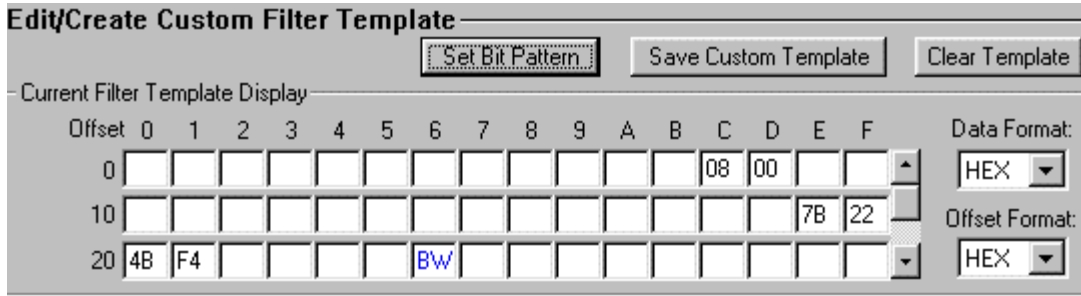 Edit/Create Custom Filter Template
Set Bit Pattern Save Custom Template Clear Template
Current Filter Template Display
Offset 0 1 2 3 4 5 6 7 8 9 A B C D E F Data Format:
0 08 00 HEX
10 7B 22 Offset Format:
20 4B F4 BW HEX